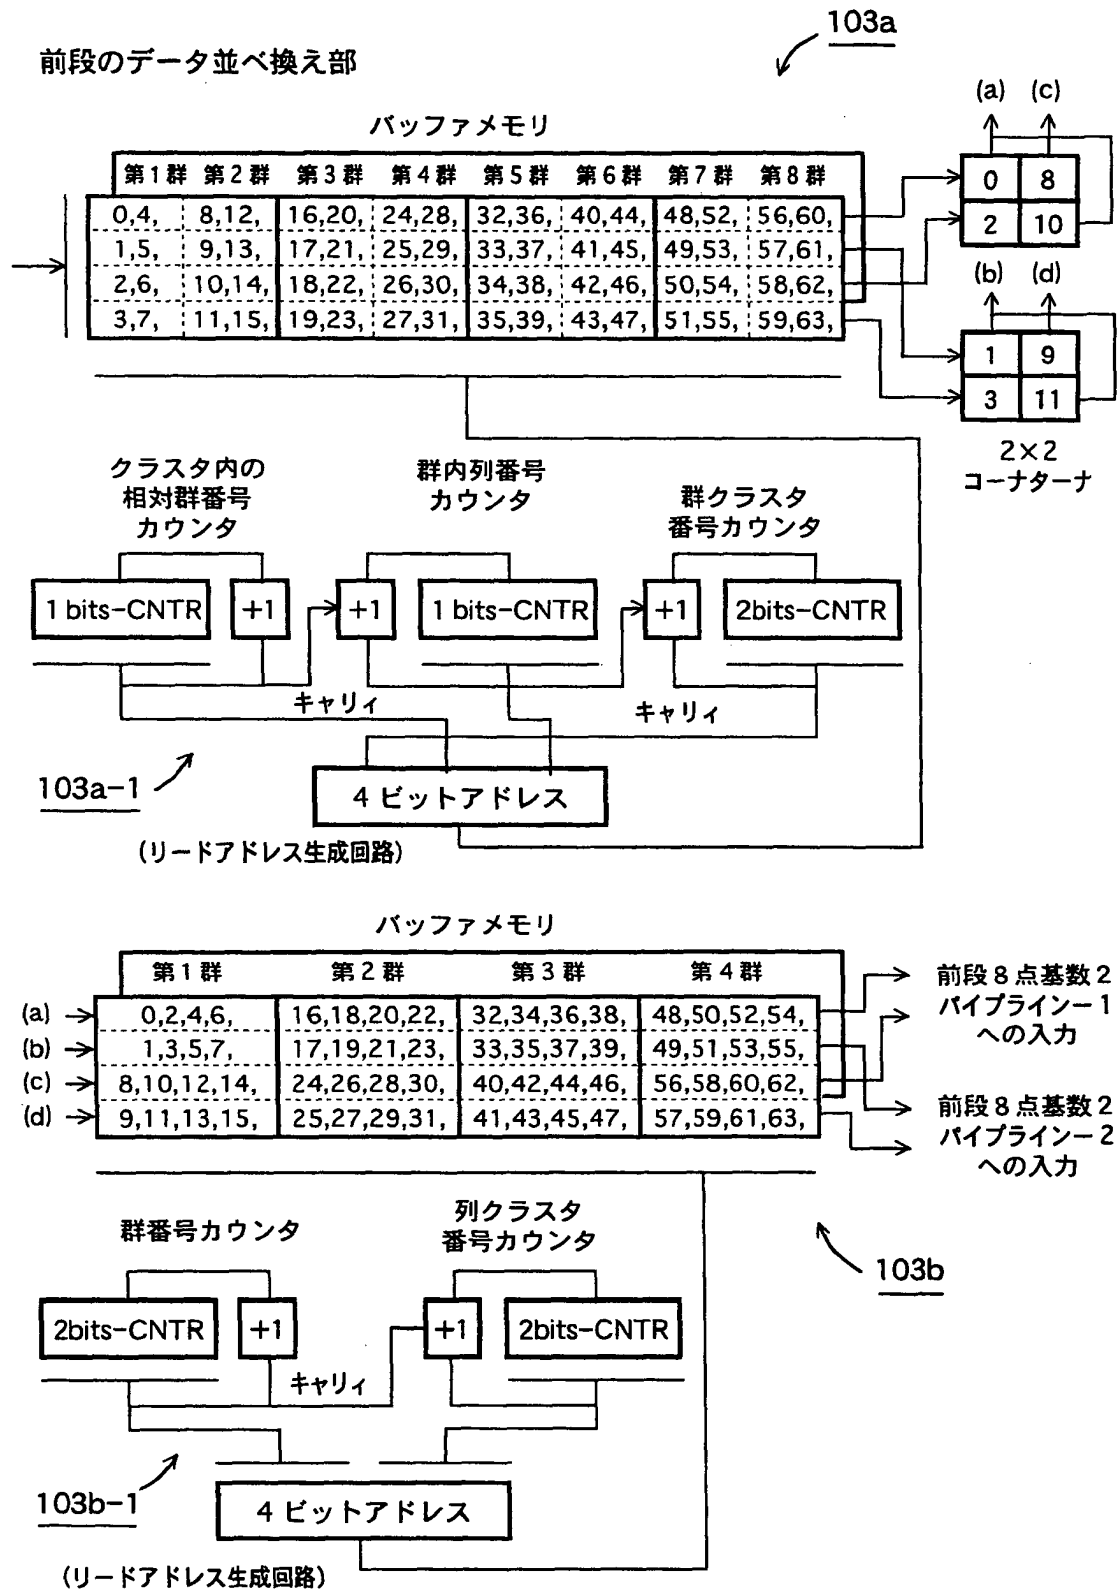 103a
前段のデータ並べ換え部
(a) (c)
バッファメモリ
第1群 第2群 第3群 第4群 第5群 第6群 第7群 第8群
0,4, 8,12, 16,20, 24,28, 32,36, 40,44, 48,52, 56,60,
1,5, 9,13, 17,21, 25,29, 33,37, 41,45, 49,53, 57,61,
2,6, 10,14, 18,22, 26,30, 34,38, 42,46, 50,54, 58,62,
3,7, 11,15, 19,23, 27,31, 35,39, 43,47, 51,55, 59,63,
0 8
2 10
(b) (d)
1 9
3 11
2×2
コーナターナ
クラスタ内の
相対群番号
カウンタ
群内列番号
カウンタ
群クラスタ
番号カウンタ
1 bits-CNTR +1 +1 1 bits-CNTR +1 2bits-CNTR
キャリィ キャリィ
103a-1
4 ビットアドレス
(リードアドレス生成回路)
バッファメモリ
第1群 第2群 第3群 第4群
(a) 0,2,4,6, 16,18,20,22, 32,34,36,38, 48,50,52,54,
(b) 1,3,5,7, 17,19,21,23, 33,35,37,39, 49,51,53,55,
(c) 8,10,12,14, 24,26,28,30, 40,42,44,46, 56,58,60,62,
(d) 9,11,13,15, 25,27,29,31, 41,43,45,47, 57,59,61,63,
前段8点基数2
パイプライン-1
への入力
前段8点基数2
パイプライン-2
への入力
群番号カウンタ
列クラスタ
番号カウンタ
103b
2bits-CNTR +1 +1 2bits-CNTR
キャリィ
103b-1
4 ビットアドレス
(リードアドレス生成回路)